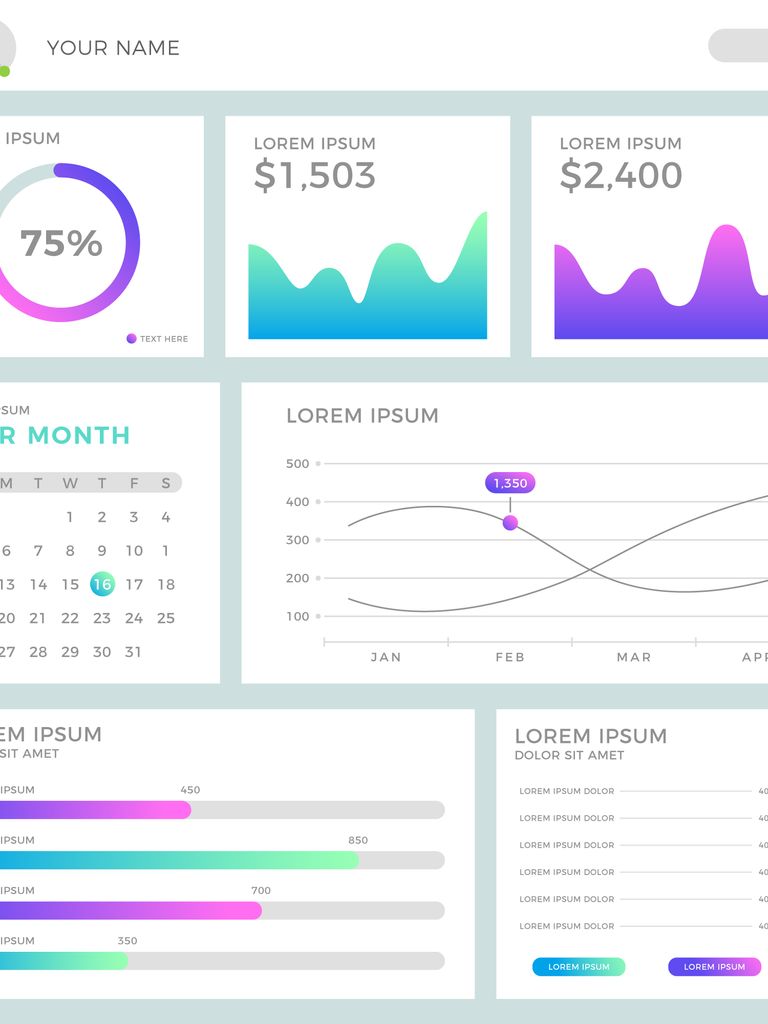 YOUR NAME
IPSUM
75%
TEXT HERE
LOREM IPSUM
$1,503
LOREM IPSUM
$2,400
PSUM
R MONTH
M T W T F S
1 2 3 4
6 7 8 9 10 1
13 14 15 16 17 18
20 21 22 23 24 25
27 28 29 30 31
LOREM IPSUM
500
400
300
200
100
1,350
JAN FEB MAR APR
EM IPSUM
SIT AMET
IPSUM 450
IPSUM 850
IPSUM 700
IPSUM 350
LOREM IPSUM
DOLOR SIT AMET
LOREM IPSUM DOLOR 40
LOREM IPSUM DOLOR 40
LOREM IPSUM DOLOR 40
LOREM IPSUM DOLOR 40
LOREM IPSUM DOLOR 40
LOREM IPSUM DOLOR 40
LOREM IPSUM LOREM IPSUM